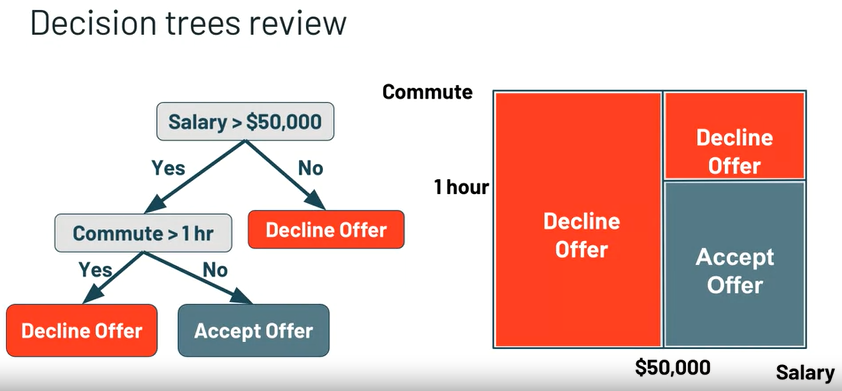 Decision trees review
Salary > $50,000
Yes
No
Commute > 1 hr
Decline Offer
Yes
No
Decline Offer
Accept Offer
Commute
1 hour
Decline
Offer
Decline
Offer
Accept
Offer
$50,000
Salary